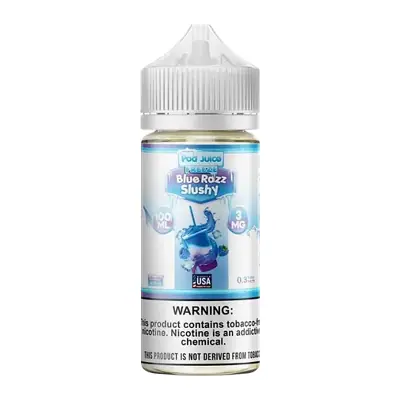 Pod Juice
Blue Razz
Slushy
100
ML
3
MG
USA
WARNING:
This product contains tobacco-fr
nicotine. Nicotine is an addictiv
chemical.
THIS PRODUCT IS NOT DERIVED FROM TOBACC